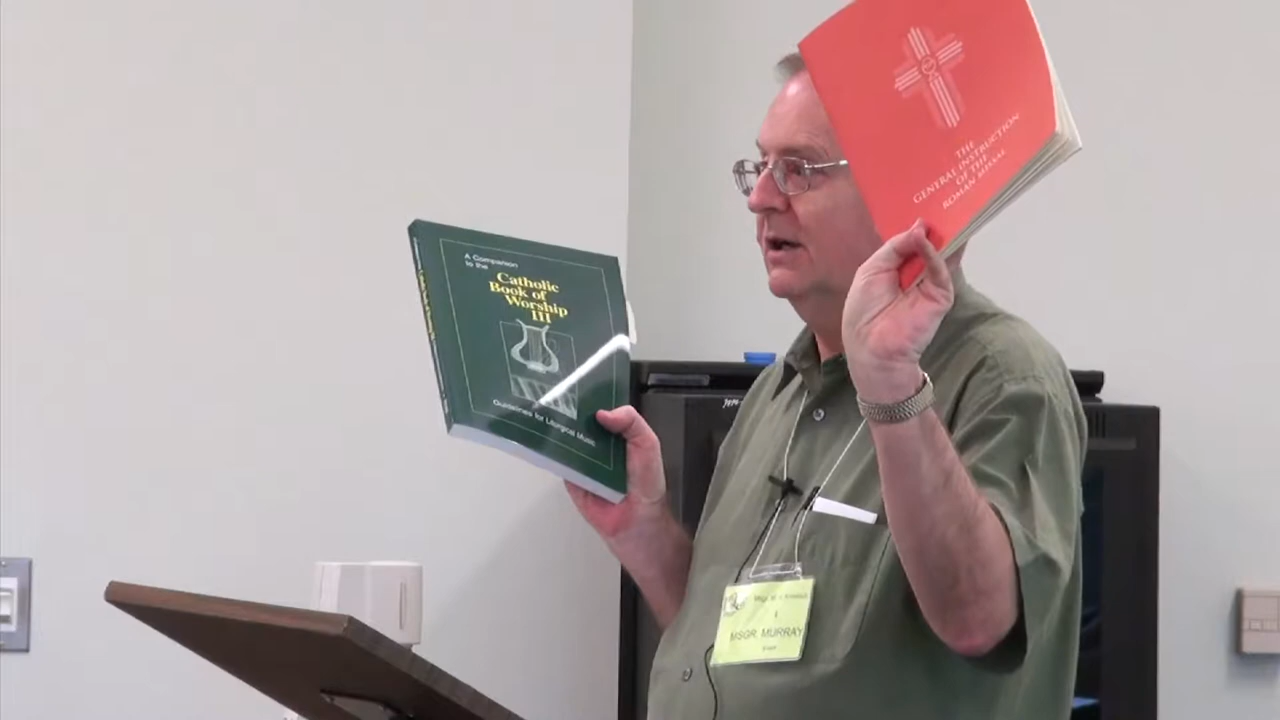 A Companion
to the
Catholic
Book of
Worship
III
Guidelines for Liturgical Music
THE
GENERAL INSTRUCTION
OF THE
ROMAN MISSAL
MSGR. MURRAY